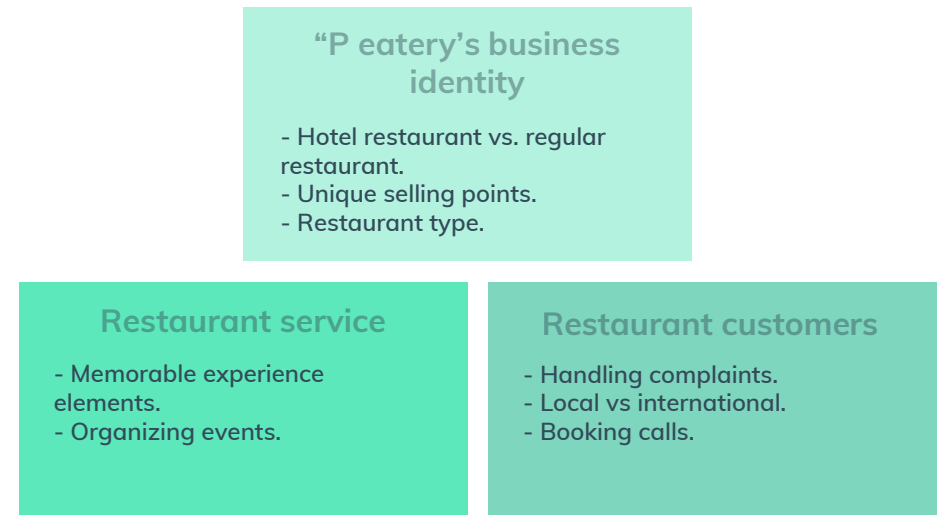 “P eatery’s business
identity
- Hotel restaurant vs. regular
restaurant.
- Unique selling points.
- Restaurant type.
Restaurant service
- Memorable experience
elements.
- Organizing events.
Restaurant customers
- Handling complaints.
- Local vs international.
- Booking calls.